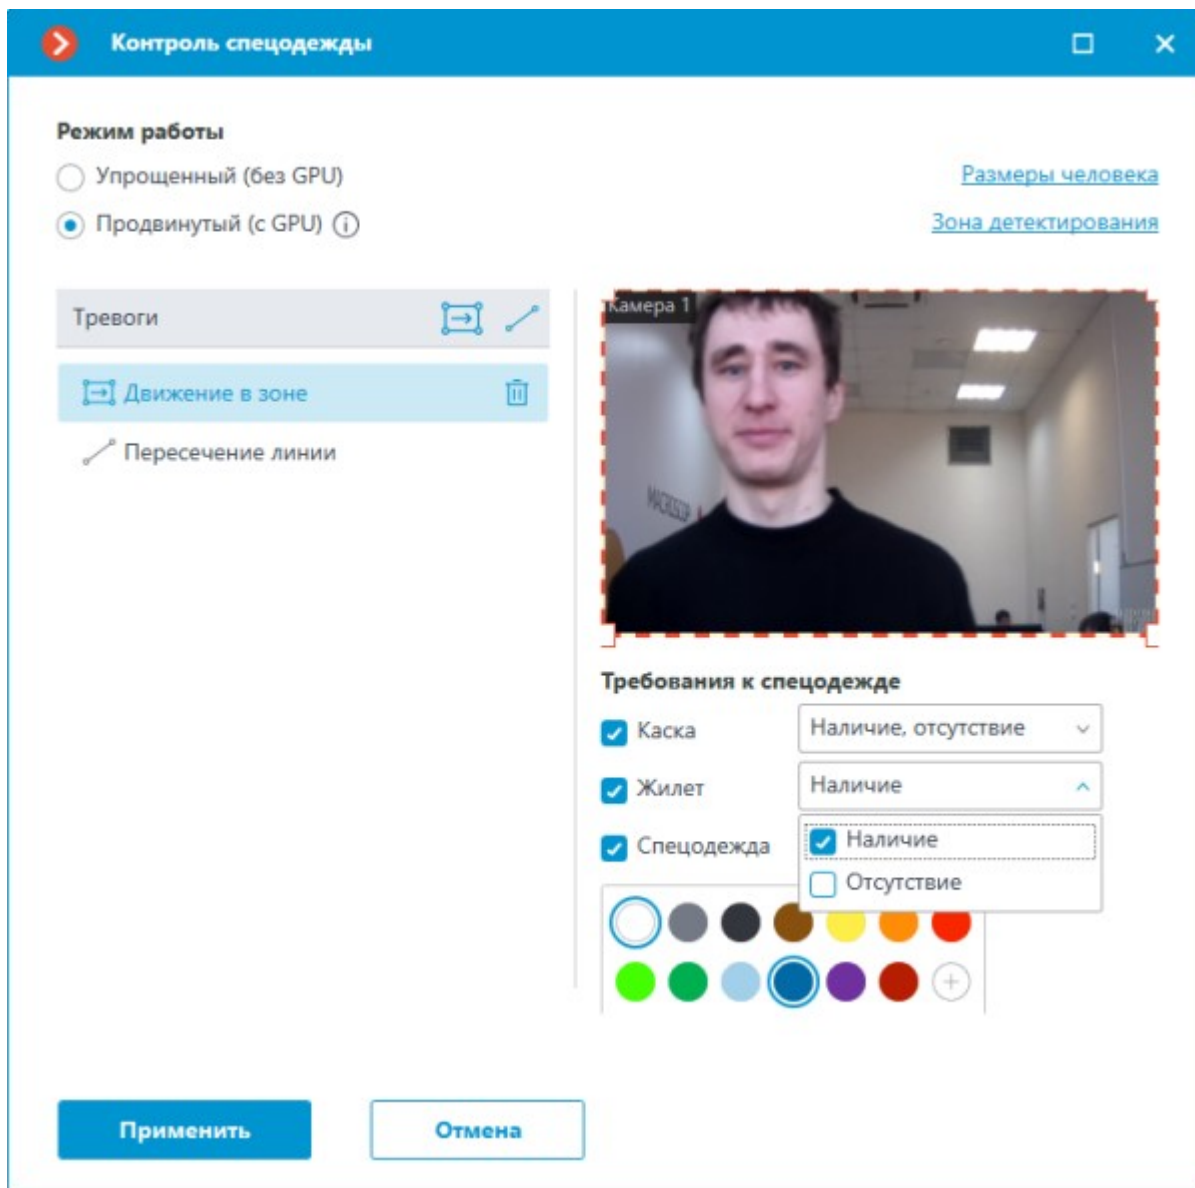 Контроль спецодежды
Режим работы
Упрощенный (без GPU)
Размеры человека
Продвинутый (с GPU)
Зона детектирования
Тревоги
Камера 1
Движение в зоне
Пересечение линии
MACROSCOP
Требования к спецодежде
Каска
Наличие, отсутствие
Жилет
Наличие
Спецодежда
Наличие
Отсутствие
Применить
Отмена